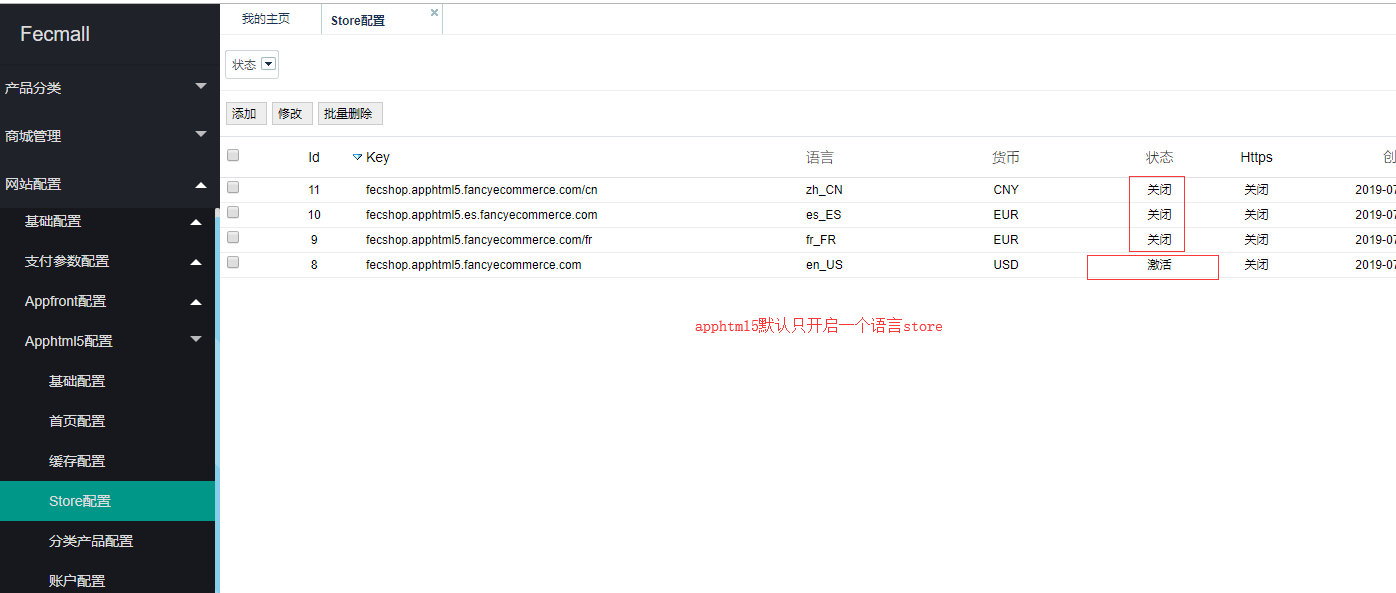 Fecmall
我的主页
Store配置
产品分类
商城管理
网站配置
基础配置
支付参数配置
Appfront配置
Apphtml5配置
基础配置
首页配置
缓存配置
Store配置
分类产品配置
账户配置
状态
添加 修改 批量删除
Id Key 语言 货币 状态 Https 创
11 fecshop.apphtml5.fancyecommerce.com/cn zh_CN CNY 关闭 关闭 2019-07
10 fecshop.apphtml5.es.fancyecommerce.com es_ES EUR 关闭 关闭 2019-07
9 fecshop.apphtml5.fancyecommerce.com/fr fr_FR EUR 关闭 关闭 2019-07
8 fecshop.apphtml5.fancyecommerce.com en_US USD 激活 关闭 2019-07
apphtml5默认只开启一个语言store